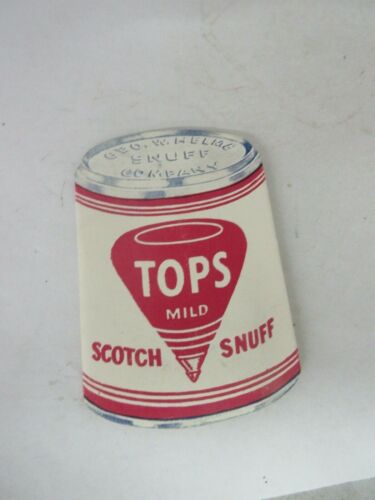 GEO. W. HELME
SNUFF
COMPANY
TOPS
MILD
SCOTCH SNUFF